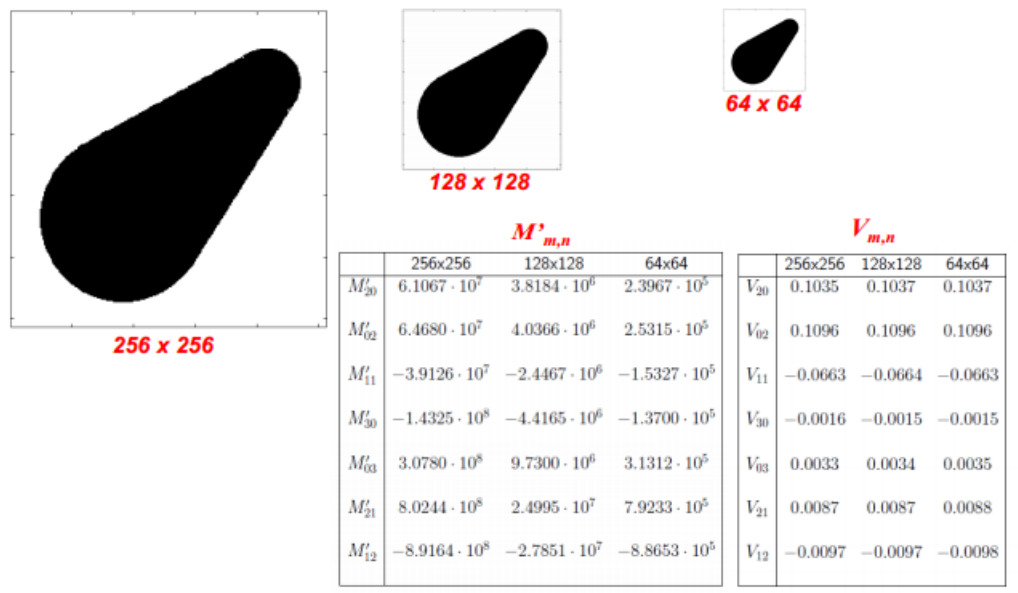 256 x 256
128 x 128
64 x 64
M'm,n
256x256 128x128 64x64
M′20 6.1067 · 10^7 3.8184 · 10^6 2.3967 · 10^5
M′02 6.4680 · 10^7 4.0366 · 10^6 2.5315 · 10^5
M′11 −3.9126 · 10^7 −2.4467 · 10^6 −1.5327 · 10^5
M′30 −1.4325 · 10^8 −4.4165 · 10^6 −1.3700 · 10^5
M′03 3.0780 · 10^8 9.7300 · 10^6 3.1312 · 10^5
M′21 8.0244 · 10^8 2.4995 · 10^7 7.9233 · 10^5
M′12 −8.9164 · 10^8 −2.7851 · 10^7 −8.8653 · 10^5
Vm,n
256x256 128x128 64x64
V20 0.1035 0.1037 0.1037
V02 0.1096 0.1096 0.1096
V11 −0.0663 −0.0664 −0.0663
V30 −0.0016 −0.0015 −0.0015
V03 0.0033 0.0034 0.0035
V21 0.0087 0.0087 0.0088
V12 −0.0097 −0.0097 −0.0098